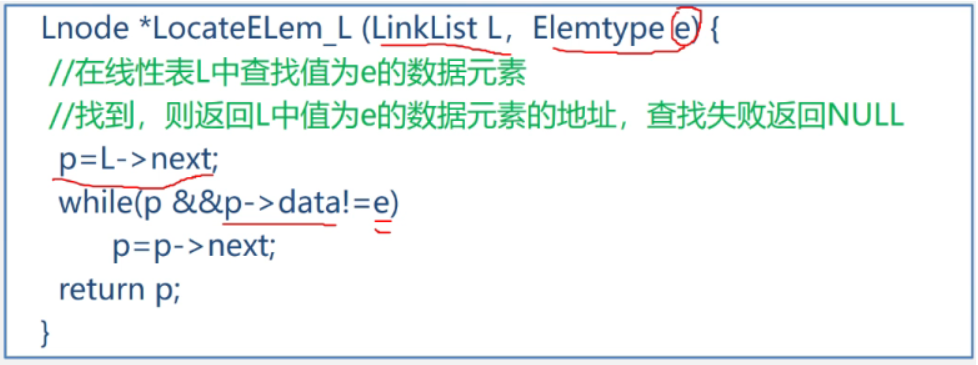 Lnode *LocateELem_L (LinkList L，Elemtype e) {
//在线性表L中查找值为e的数据元素
//找到，则返回L中值为e的数据元素的地址，查找失败返回NULL
p=L->next;
while(p &&p->data!=e)
p=p->next;
return p;
}